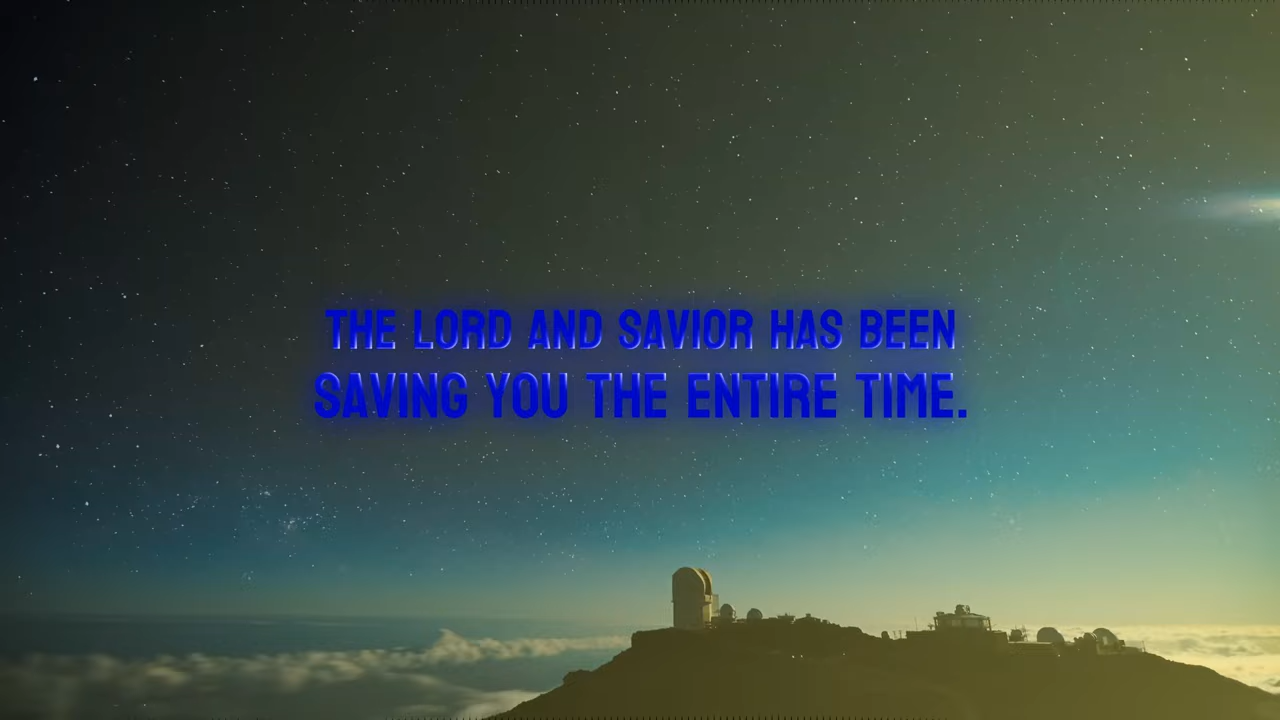 THE LORD AND SAVIOR HAS BEEN
SAVING YOU THE ENTIRE TIME.